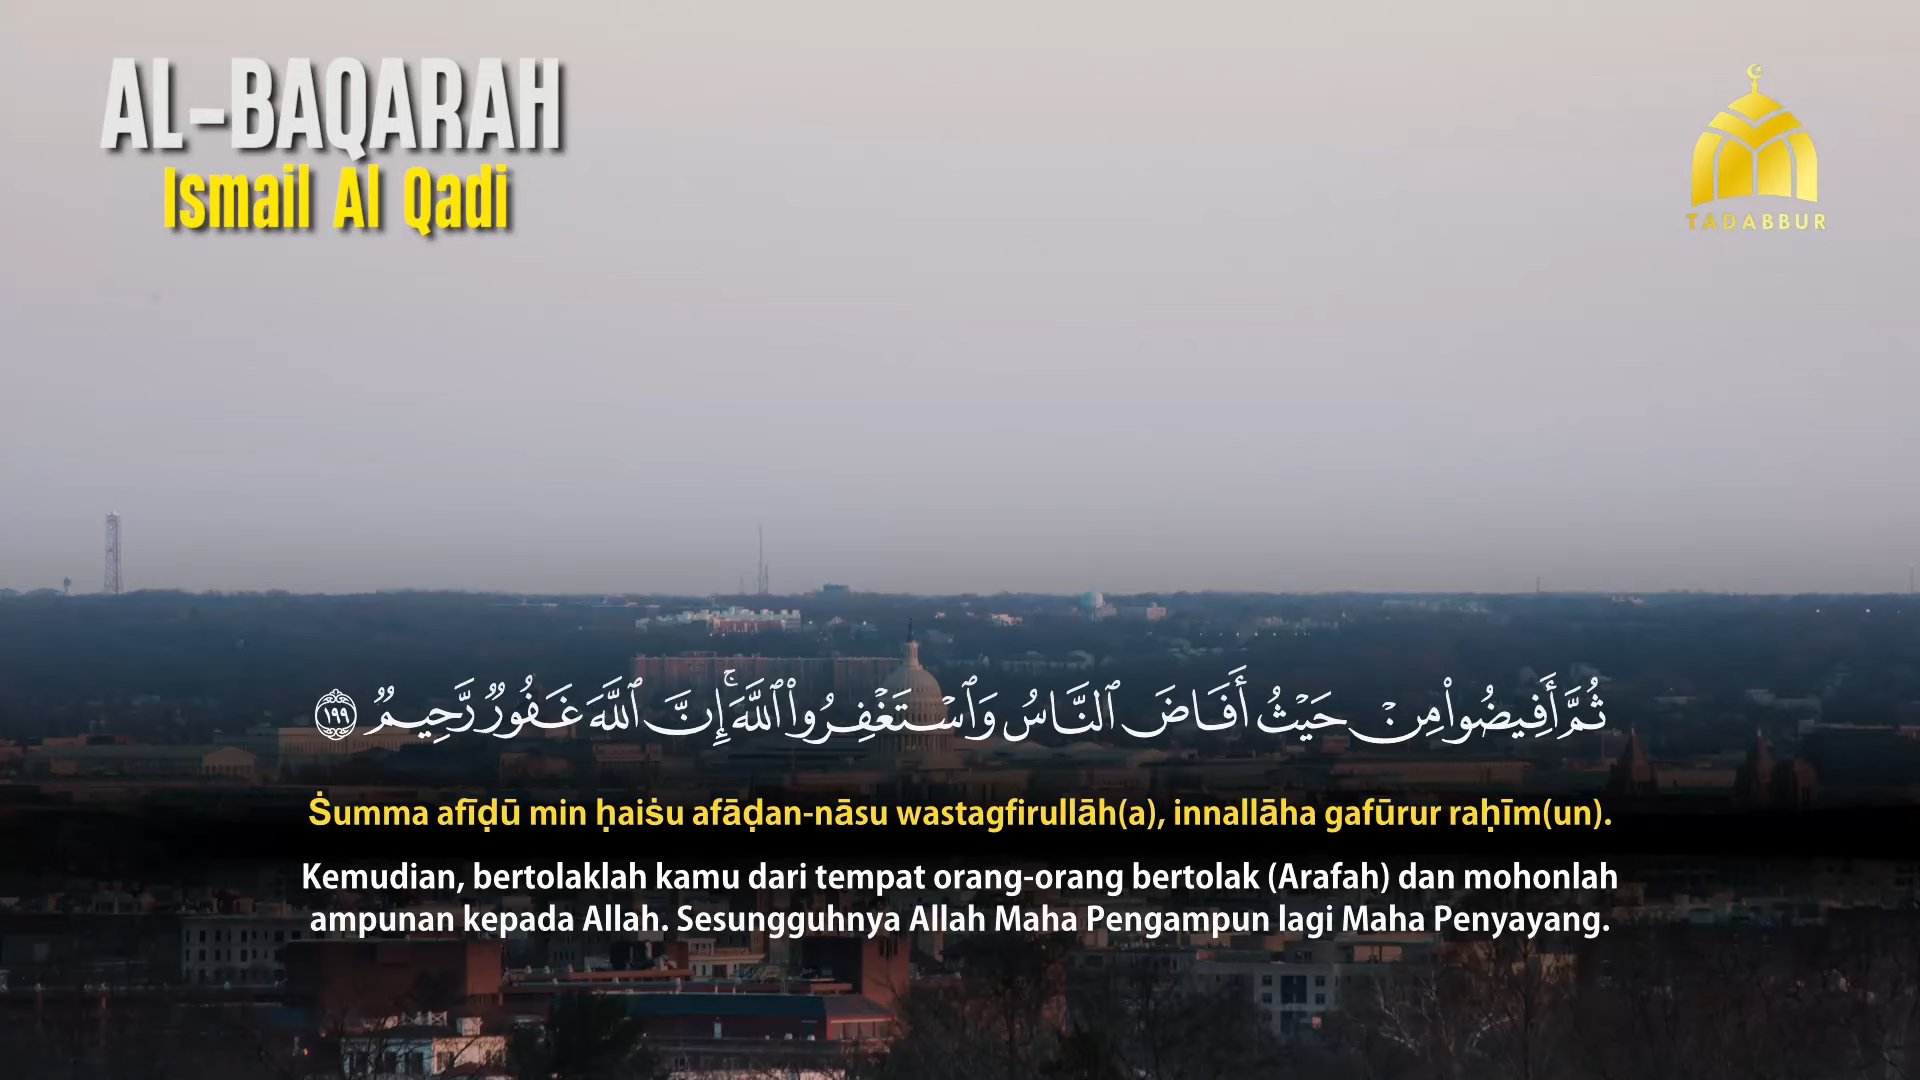 AL-BAQARAH
Ismail Al Qadi
TADABBUR
ثُمَّ أَفِيضُوا۟ مِنْ حَيْثُ أَفَاضَ ٱلنَّاسُ وَٱسْتَغْفِرُوا۟ ٱللَّهَ ۚ إِنَّ ٱللَّهَ غَفُورٌ رَّحِيمٌ ١٩٩
Ṡumma afīḍū min ḥaiṡu afāḍan-nāsu wastagfirullāh(a), innallāha gafūrur raḥīm(un).
Kemudian, bertolaklah kamu dari tempat orang-orang bertolak (Arafah) dan mohonlah
ampunan kepada Allah. Sesungguhnya Allah Maha Pengampun lagi Maha Penyayang.